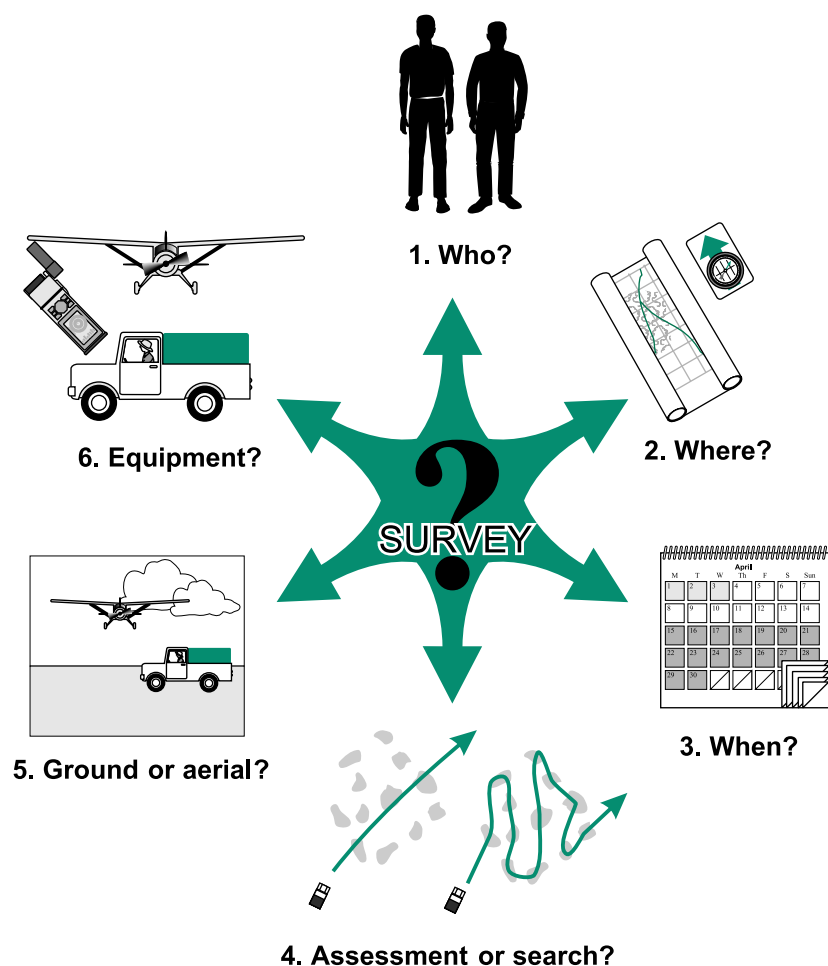 1. Who?
2. Where?
6. Equipment?
?
SURVEY
April
M T W Th F S Sun
1 2 3 4 5 6 7
8 9 10 11 12 13 14
15 16 17 18 19 20 21
22 23 24 25 26 27 28
29 30
3. When?
5. Ground or aerial?
4. Assessment or search?